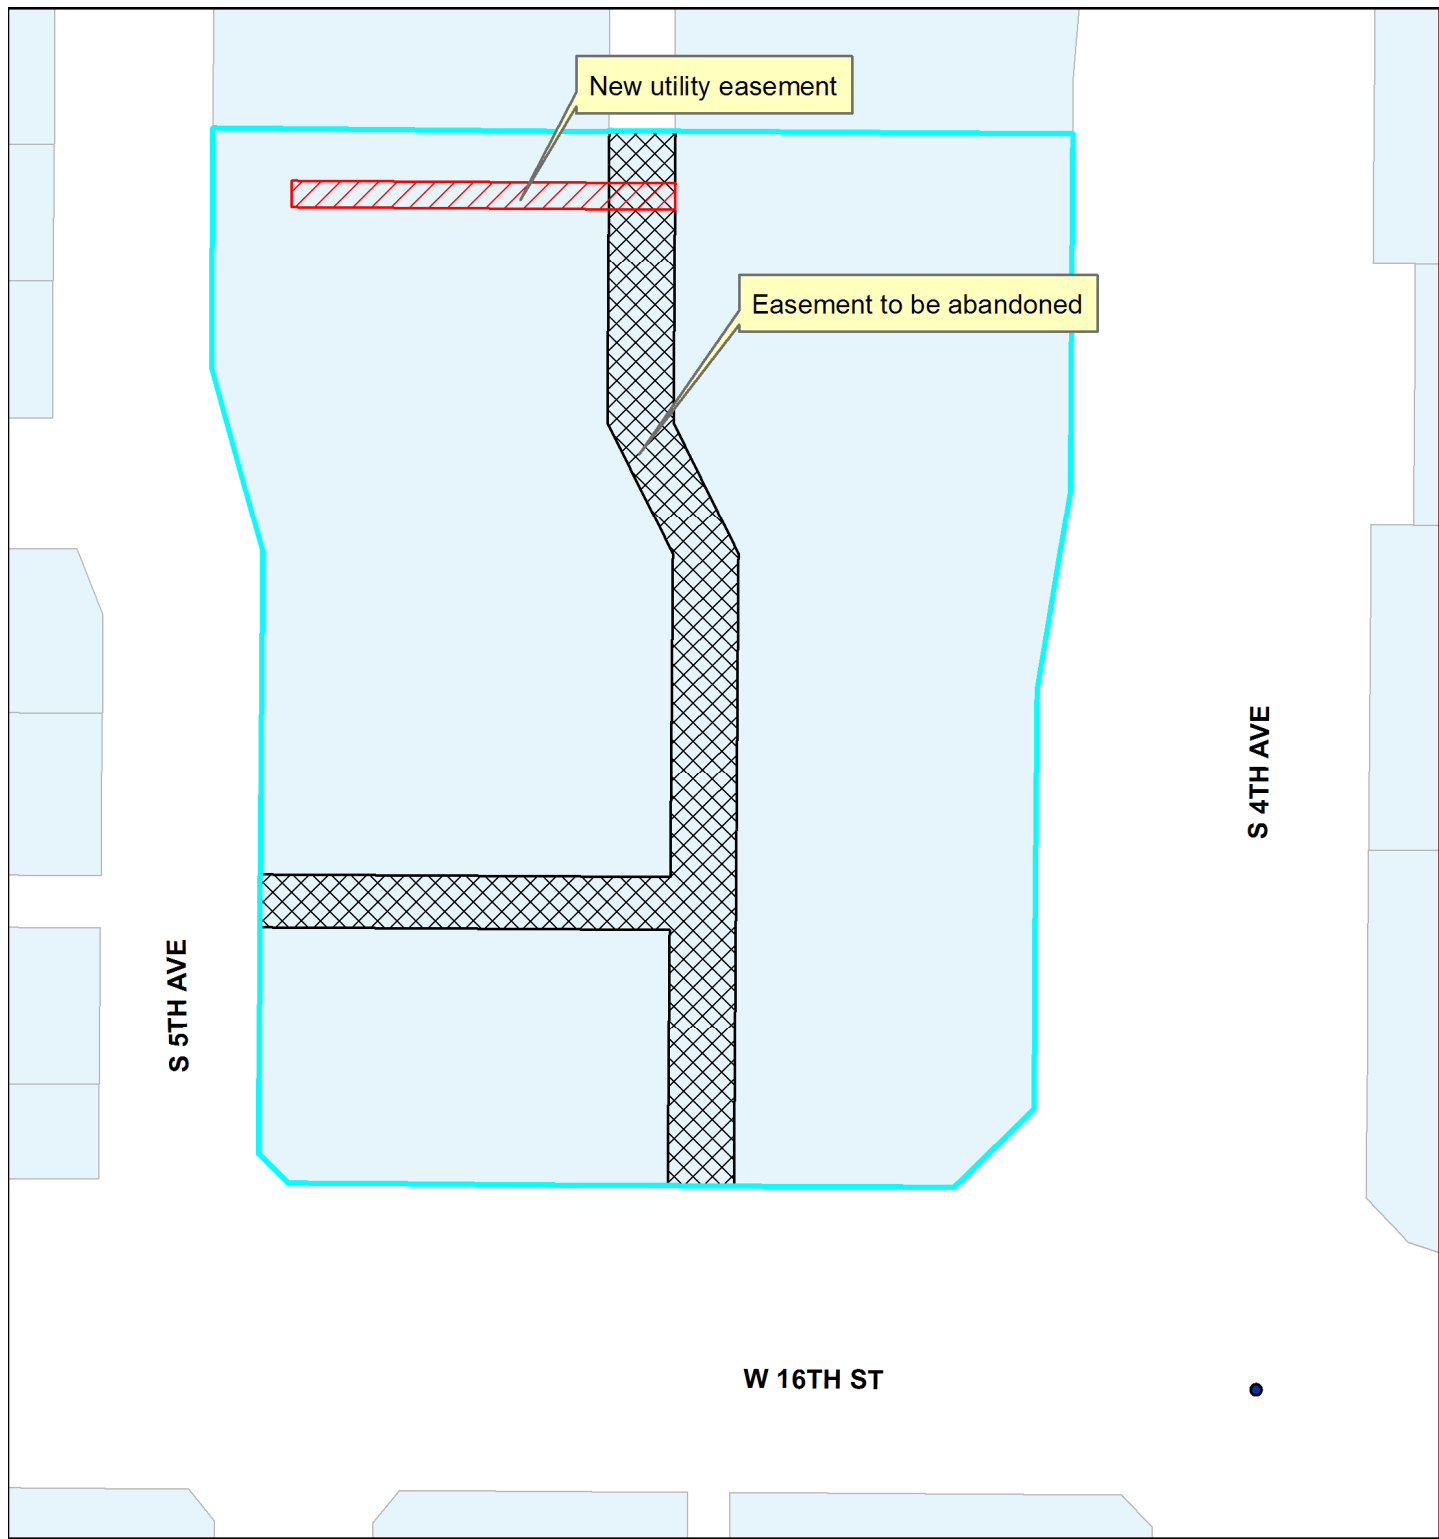 New utility easement
Easement to be abandoned
S 4TH AVE
S 5TH AVE
W 16TH ST